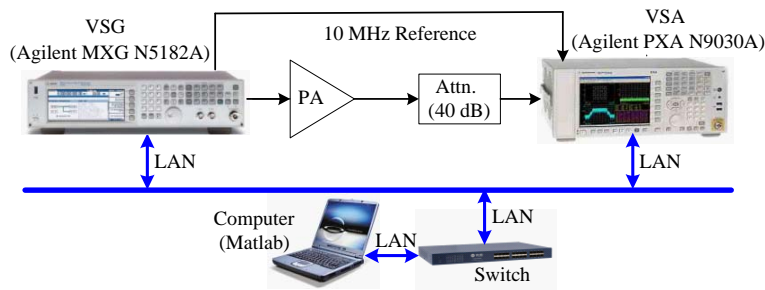 VSG
(Agilent MXG N5182A)
10 MHz Reference
VSA
(Agilent PXA N9030A)
PA
Attn.
(40 dB)
LAN
LAN
LAN
Computer
(Matlab)
LAN
Switch